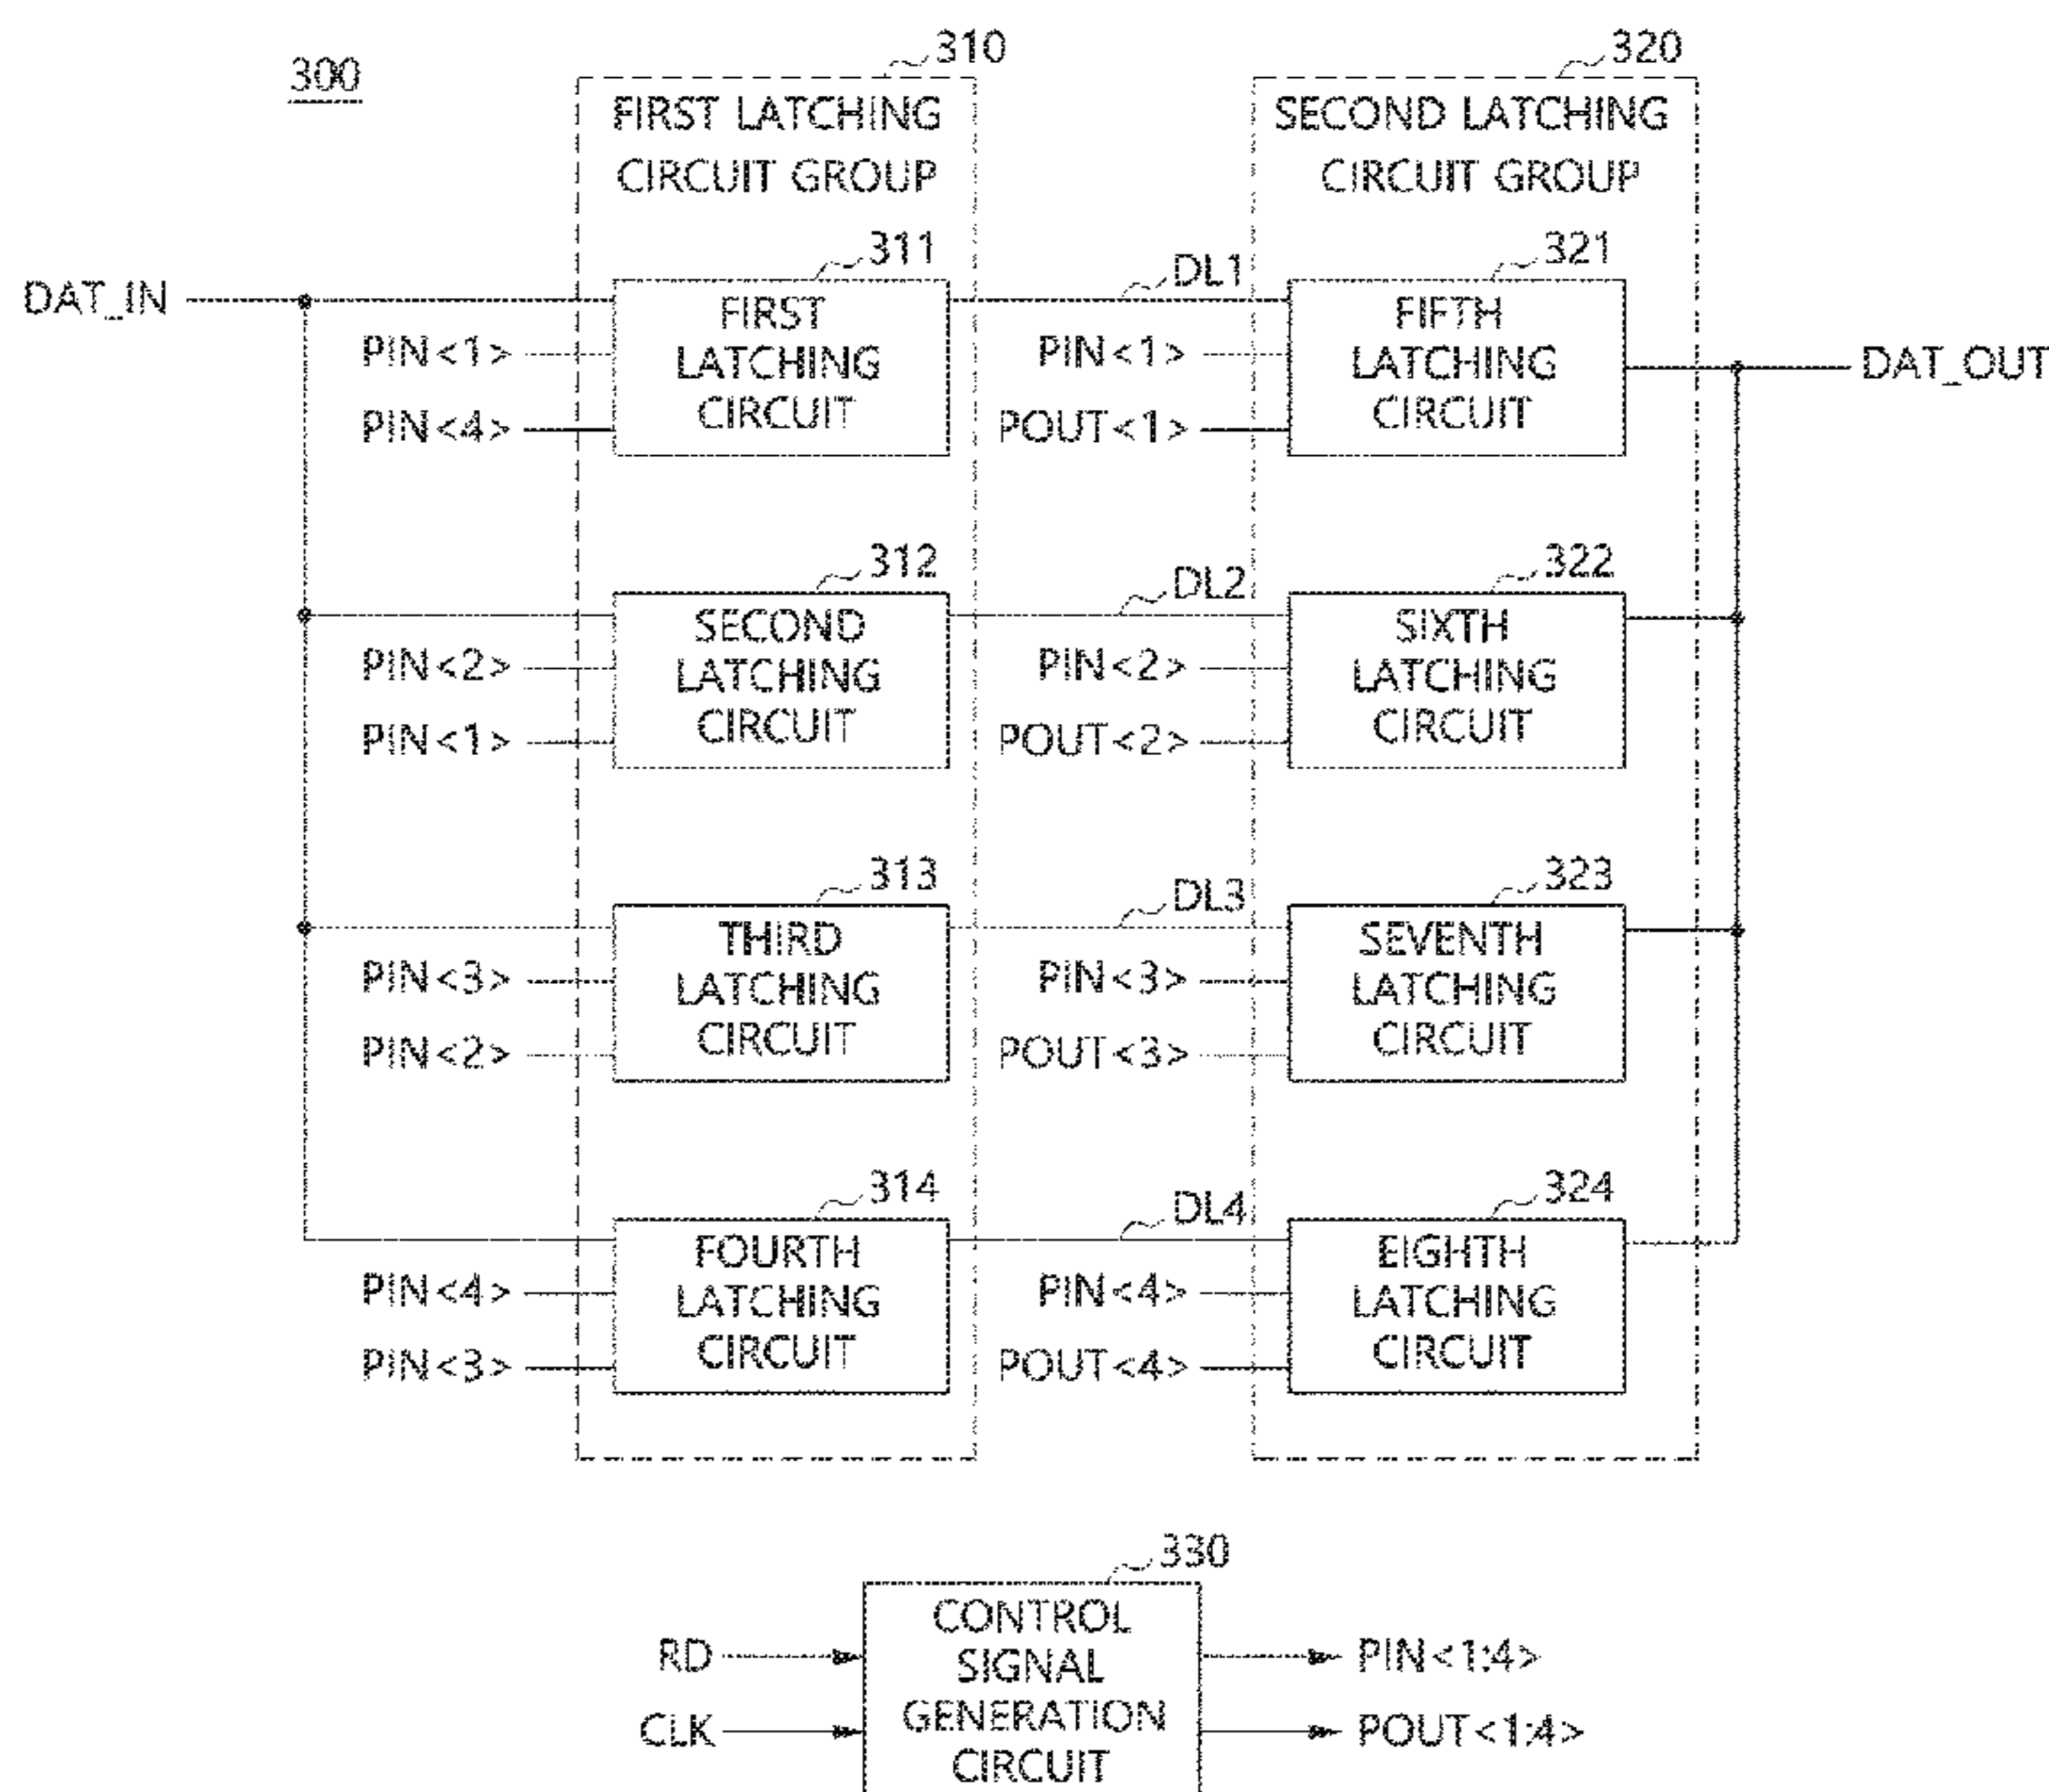 300
310
320
FIRST LATCHING
CIRCUIT GROUP
SECOND LATCHING
CIRCUIT GROUP
DAT_IN
311
FIRST
LATCHING
CIRCUIT
PIN<1>
PIN<4>
DL1
321
FIFTH
LATCHING
CIRCUIT
PIN<1>
POUT<1>
DAT_OUT
312
SECOND
LATCHING
CIRCUIT
PIN<2>
PIN<1>
DL2
322
SIXTH
LATCHING
CIRCUIT
PIN<2>
POUT<2>
313
THIRD
LATCHING
CIRCUIT
PIN<3>
PIN<2>
DL3
323
SEVENTH
LATCHING
CIRCUIT
PIN<3>
POUT<3>
314
FOURTH
LATCHING
CIRCUIT
PIN<4>
PIN<3>
DL4
324
EIGHTH
LATCHING
CIRCUIT
PIN<4>
POUT<4>
330
CONTROL
SIGNAL
GENERATION
CIRCUIT
RD
CLK
PIN<1:4>
POUT<1:4>